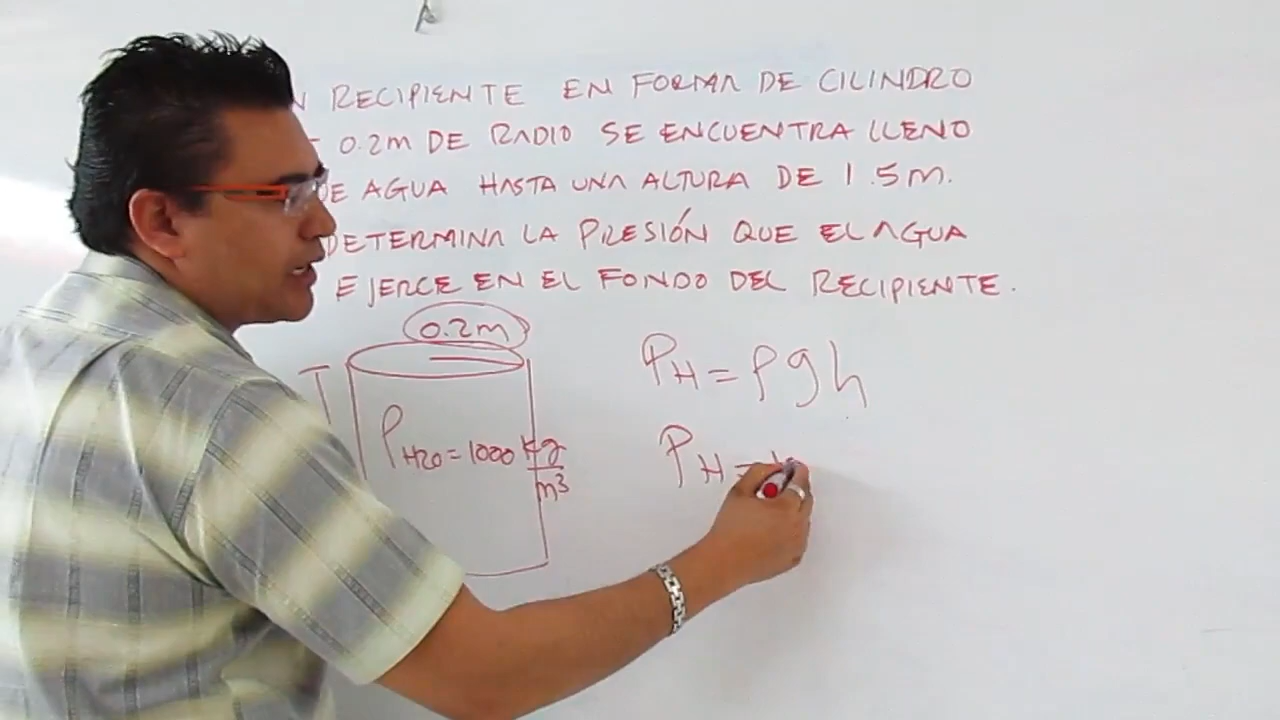 RECIPIENTE EN FORMA DE CILINDRO
0.2m DE RADIO SE ENCUENTRA LLENO
DE AGUA HASTA UNA ALTURA DE 1.5m.
DETERMINA LA PRESIÓN QUE EL AGUA
EJERCE EN EL FONDO DEL RECIPIENTE.
0.2m
PH = ρgh
ρH2O = 1000 kg/m³
PH =